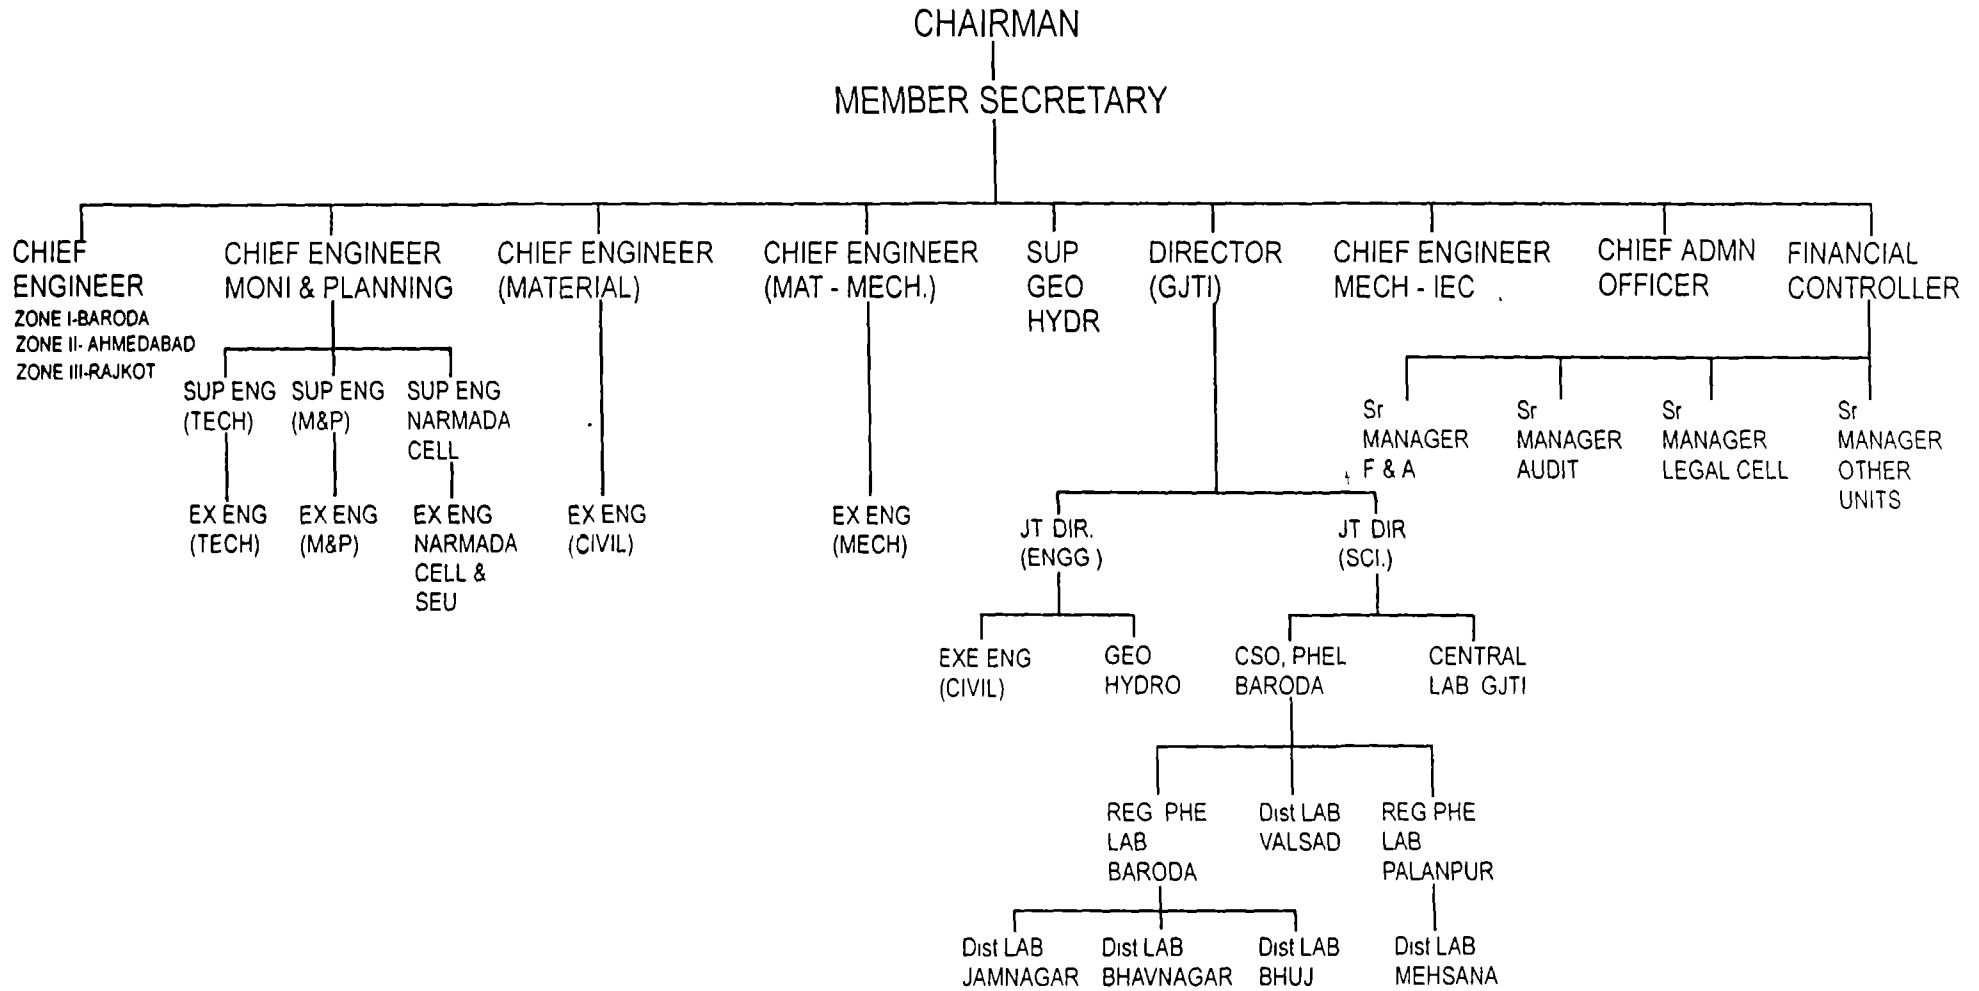 CHAIRMAN
MEMBER SECRETARY
CHIEF
ENGINEER
ZONE I-BARODA
ZONE II- AHMEDABAD
ZONE III-RAJKOT
CHIEF ENGINEER
MONI & PLANNING
CHIEF ENGINEER
(MATERIAL)
CHIEF ENGINEER
(MAT - MECH.)
SUP
GEO
HYDR
DIRECTOR
(GJTI)
CHIEF ENGINEER
MECH - IEC
CHIEF ADMN
OFFICER
FINANCIAL
CONTROLLER
SUP ENG
(TECH)
SUP ENG
(M&P)
SUP ENG
NARMADA
CELL
Sr
MANAGER
F & A
Sr
MANAGER
AUDIT
Sr
MANAGER
LEGAL CELL
Sr
MANAGER
OTHER
UNITS
EX ENG
(TECH)
EX ENG
(M&P)
EX ENG
NARMADA
CELL &
SEU
EX ENG
(CIVIL)
EX ENG
(MECH)
JT DIR.
(ENGG )
JT DIR
(SCI.)
EXE ENG
(CIVIL)
GEO
HYDRO
CSO, PHEL
BARODA
CENTRAL
LAB GJTI
REG PHE
LAB
BARODA
Dist LAB
VALSAD
REG PHE
LAB
PALANPUR
Dist LAB
JAMNAGAR
Dist LAB
BHAVNAGAR
Dist LAB
BHUJ
Dist LAB
MEHSANA